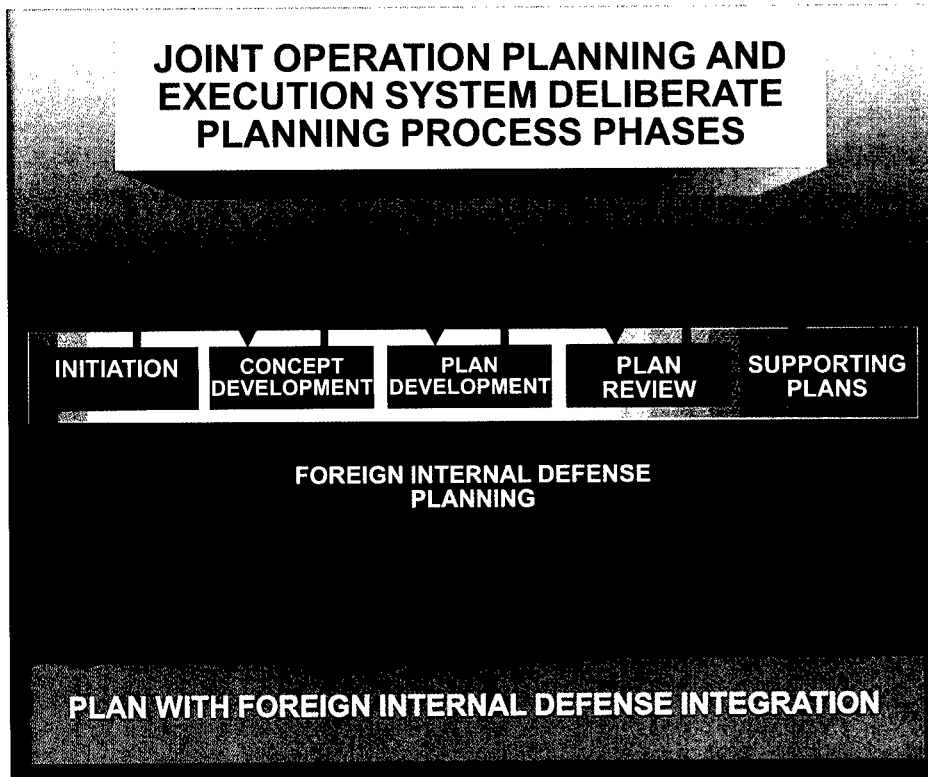 JOINT OPERATION PLANNING AND
EXECUTION SYSTEM DELIBERATE
PLANNING PROCESS PHASES
INITIATION
CONCEPT
DEVELOPMENT
PLAN
DEVELOPMENT
PLAN
REVIEW
SUPPORTING
PLANS
FOREIGN INTERNAL DEFENSE
PLANNING
PLAN WITH FOREIGN INTERNAL DEFENSE INTEGRATION